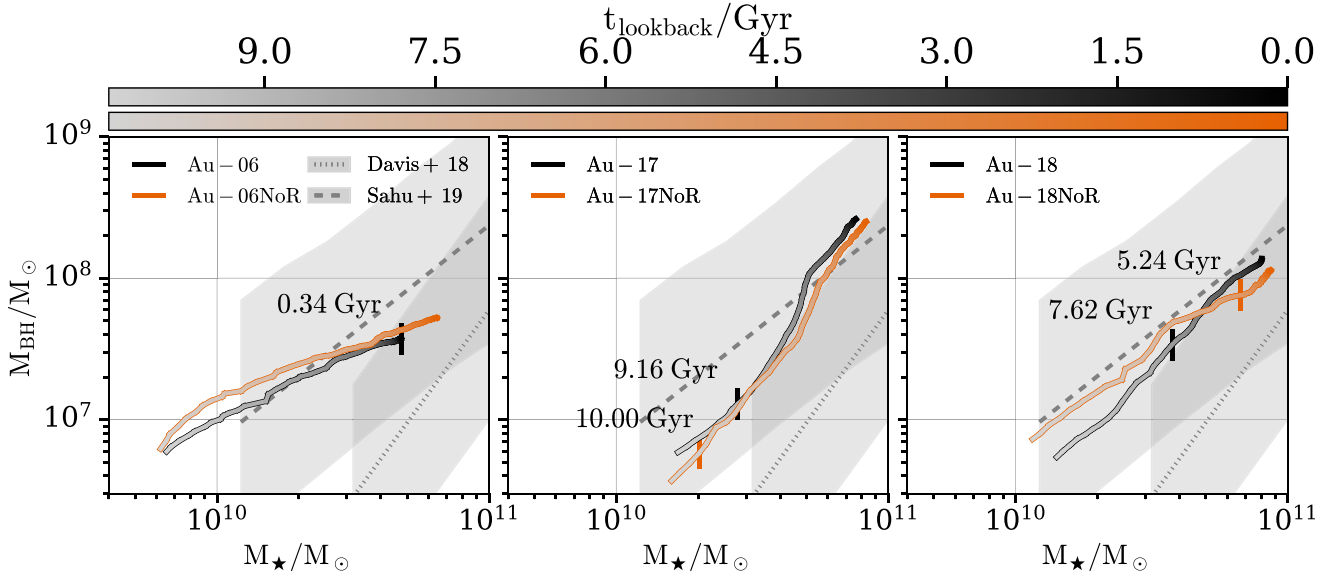 t_lookback/Gyr
9.0 7.5 6.0 4.5 3.0 1.5 0.0
10^9
10^8
10^7
M_BH/M_⊙
Au−06
Au−06NoR
Davis+18
Sahu+19
0.34 Gyr
10^10 10^11
M_★/M_⊙
Au−17
Au−17NoR
9.16 Gyr
10.00 Gyr
10^10 10^11
M_★/M_⊙
Au−18
Au−18NoR
5.24 Gyr
7.62 Gyr
10^10 10^11
M_★/M_⊙